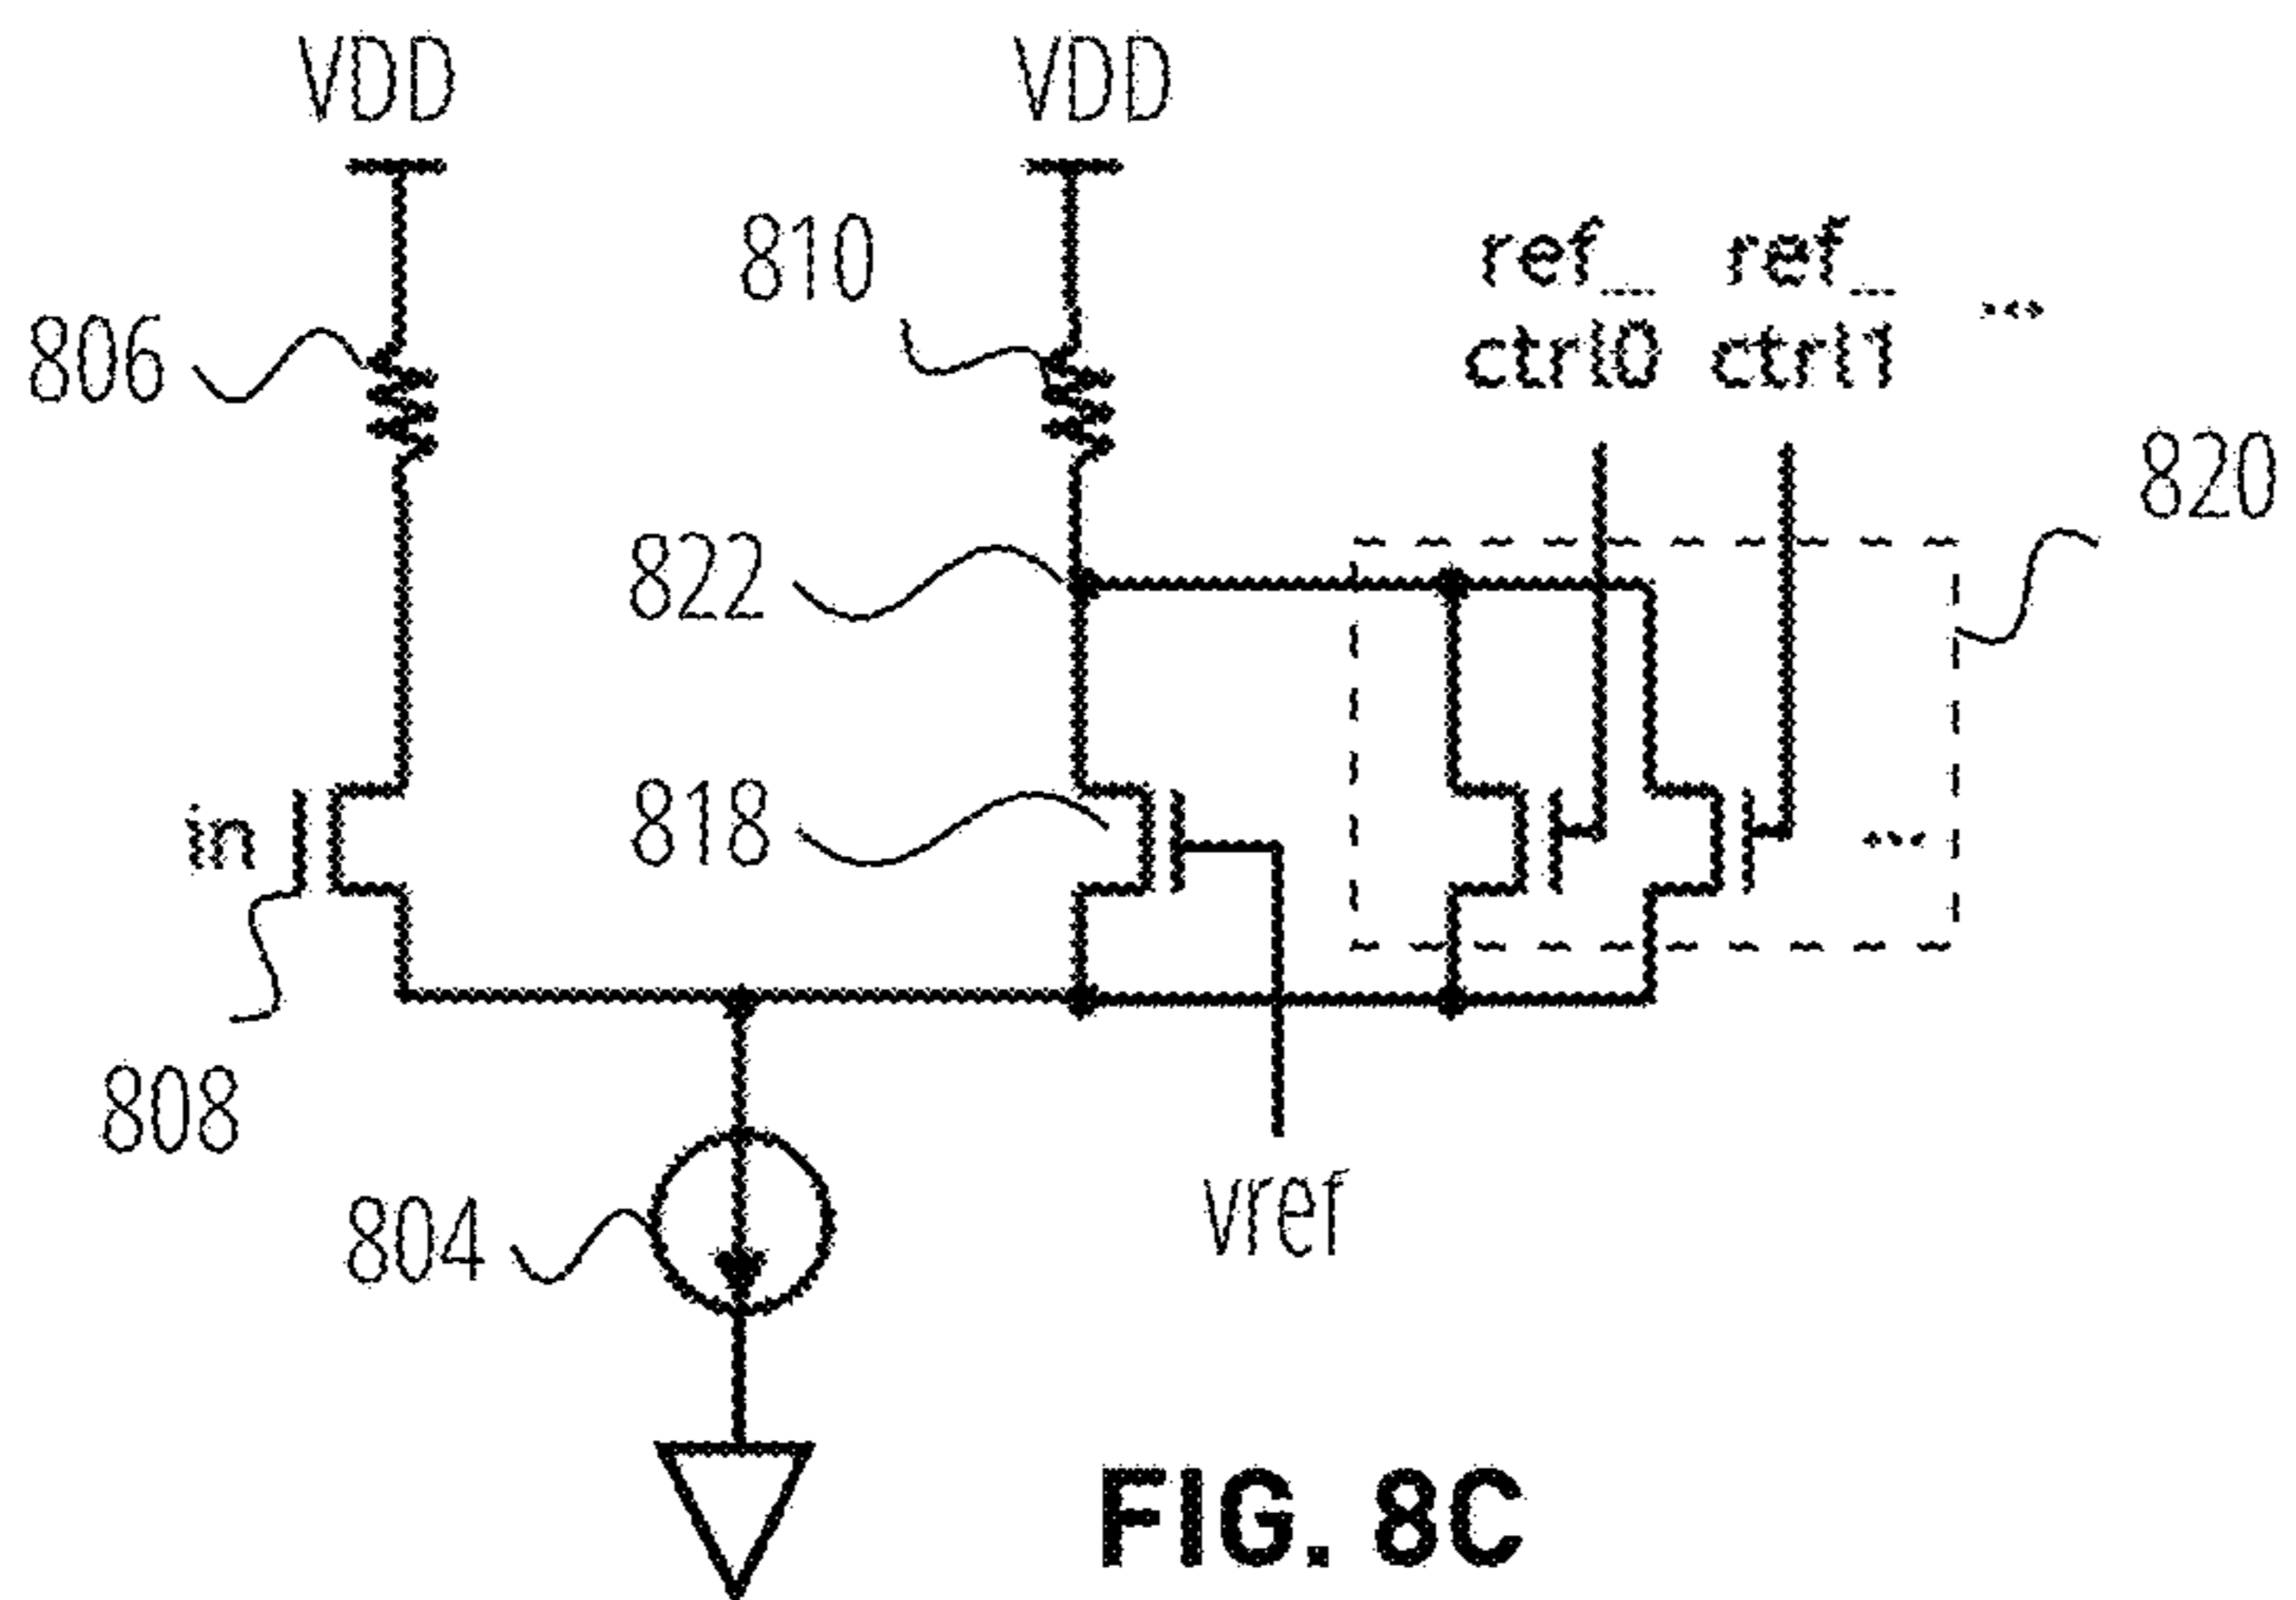 VDD VDD
810
ref_ ref_ ...
ctrl0 ctrl1
806
820
822
in
818
808
804
vref
FIG. 8C
...